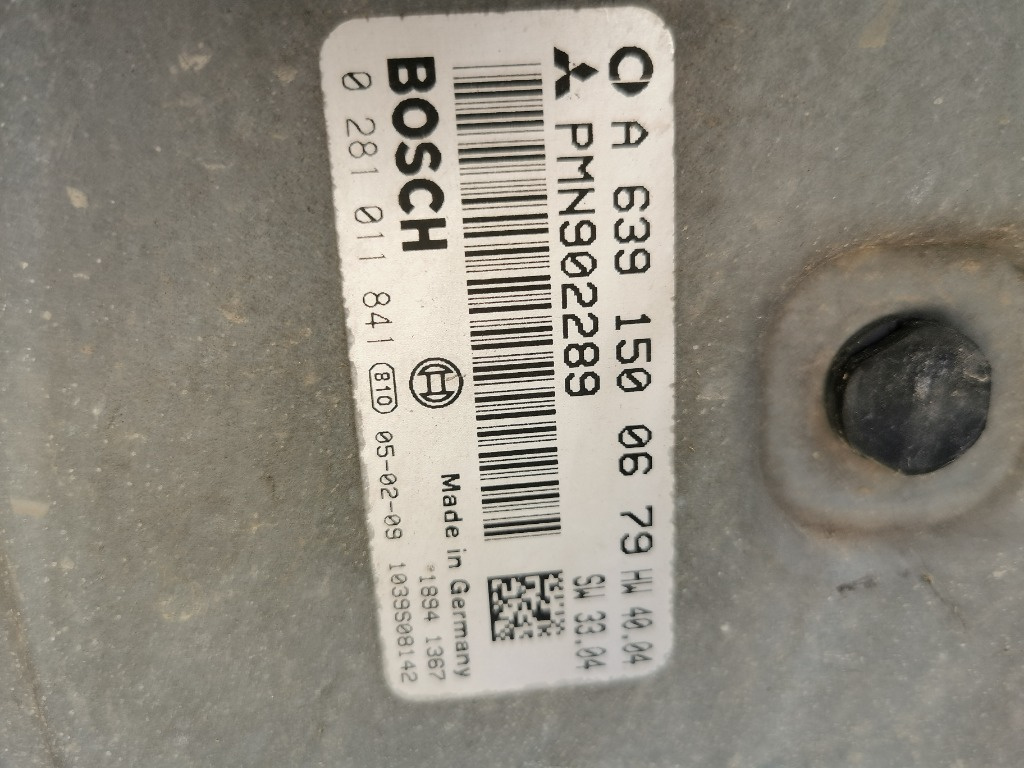 A 639 150 06 79 HW 40.04
PMN902289 SW 33.04
BOSCH Made in Germany
*1894 1367
0 281 011 841 810 05-02-09 1039S08142